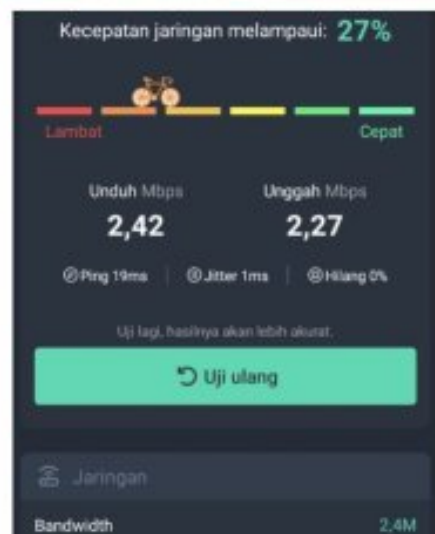 Kecepatan jaringan melampaui: 27%
Lambat Cepat
Unduh Mbps Unggah Mbps
2,42 2,27
Ping 19ms Jitter 1ms Hilang 0%
Uji lagi, hasilnya akan lebih akurat.
Uji ulang
Jaringan
Bandwidth 2,4M